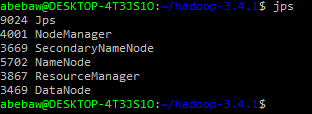 abebaw@DESKTOP-4T3JS1O:~/hadoop-3.4.1$ jps
9024 Jps
4001 NodeManager
3669 SecondaryNameNode
5702 NameNode
3867 ResourceManager
3469 DataNode
abebaw@DESKTOP-4T3JS1O:~/hadoop-3.4.1$